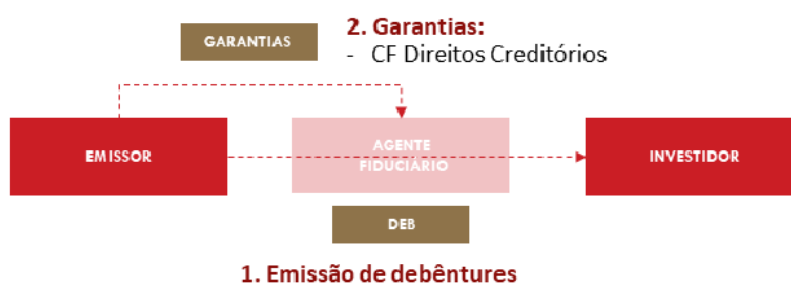 2. Garantias:
GARANTIAS
- CF Direitos Creditórios
EMISSOR
AGENTE
FIDUCIÁRIO
INVESTIDOR
DEB
1. Emissão de debêntures